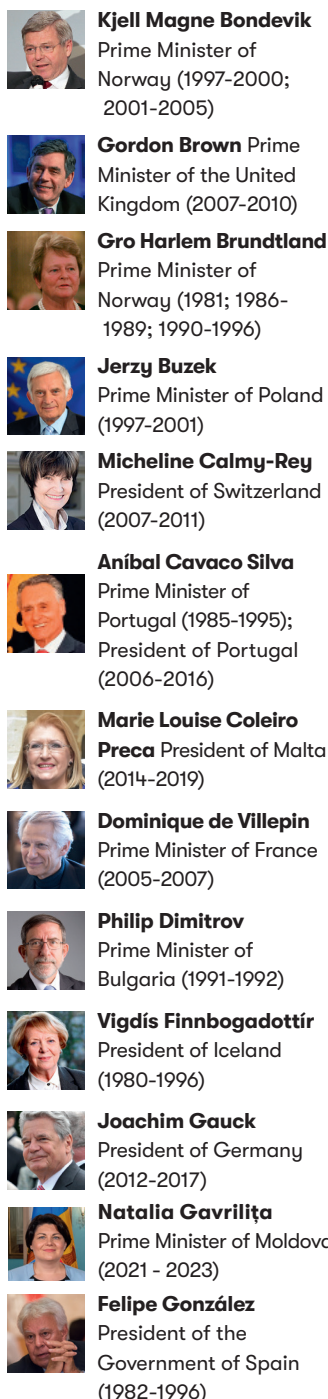 Kjell Magne Bondevik
Prime Minister of
Norway (1997-2000;
2001-2005)
Gordon Brown Prime
Minister of the United
Kingdom (2007-2010)
Gro Harlem Brundtland
Prime Minister of
Norway (1981; 1986-
1989; 1990-1996)
Jerzy Buzek
Prime Minister of Poland
(1997-2001)
Micheline Calmy-Rey
President of Switzerland
(2007-2011)
Aníbal Cavaco Silva
Prime Minister of
Portugal (1985-1995);
President of Portugal
(2006-2016)
Marie Louise Coleiro
Preca President of Malta
(2014-2019)
Dominique de Villepin
Prime Minister of France
(2005-2007)
Philip Dimitrov
Prime Minister of
Bulgaria (1991-1992)
Vigdís Finnbogadottír
President of Iceland
(1980-1996)
Joachim Gauck
President of Germany
(2012-2017)
Natalia Gavrilița
Prime Minister of Moldova
(2021 - 2023)
Felipe González
President of the
Government of Spain
(1982-1996)